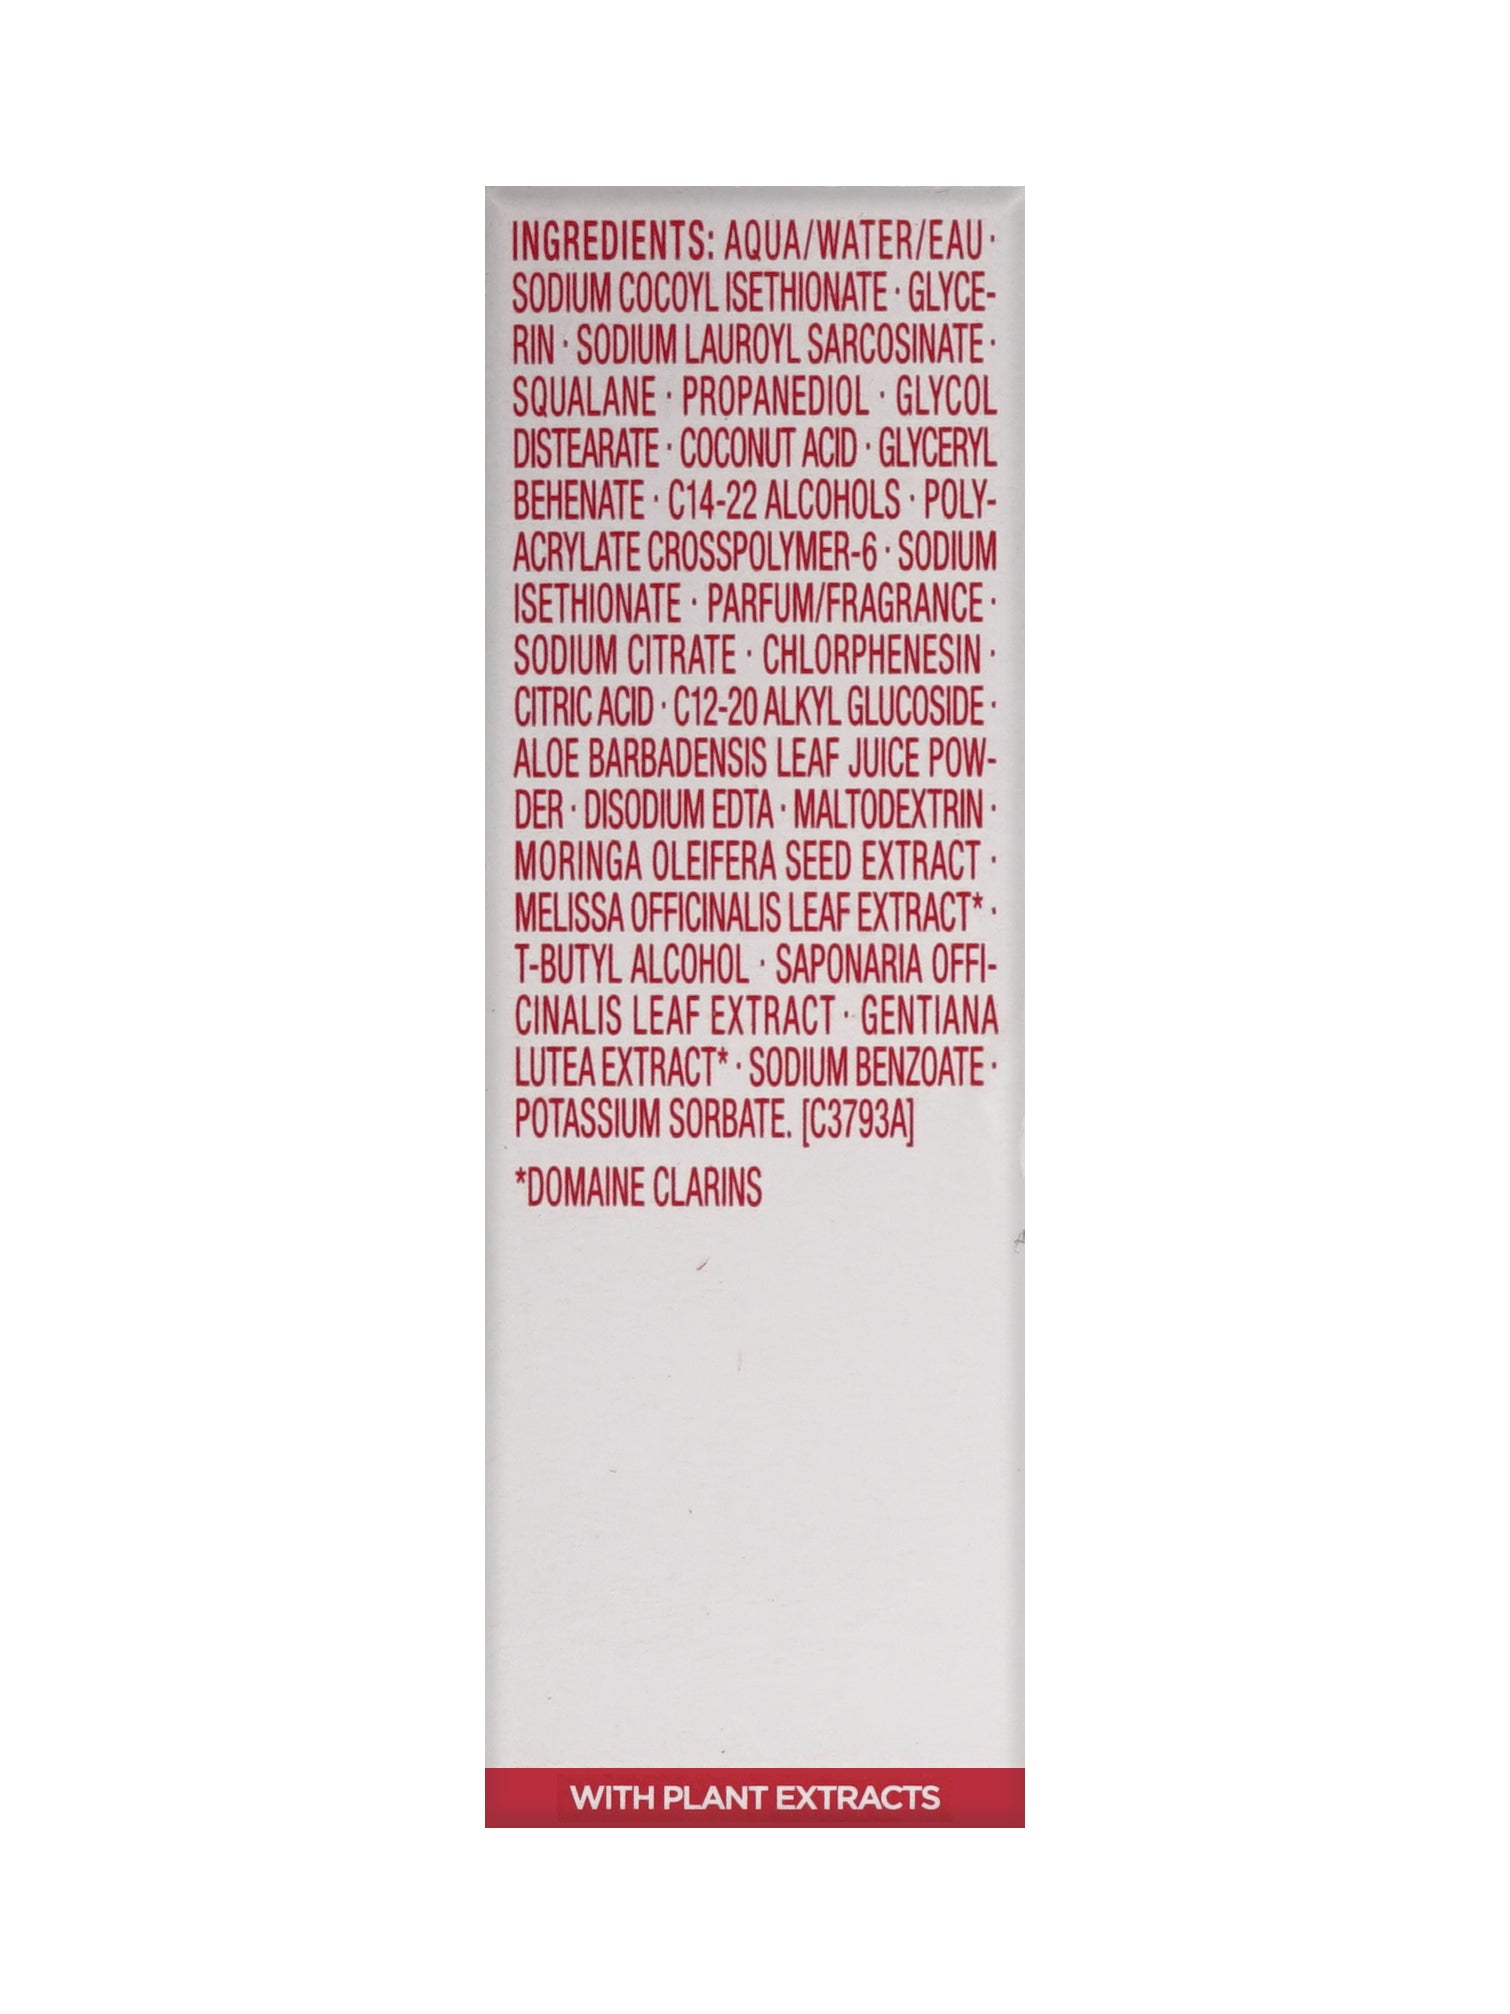 INGREDIENTS: AQUA/WATER/EAU ·
SODIUM COCOYL ISETHIONATE · GLYCE-
RIN · SODIUM LAUROYL SARCOSINATE ·
SQUALANE · PROPANEDIOL · GLYCOL
DISTEARATE · COCONUT ACID · GLYCERYL
BEHENATE · C14-22 ALCOHOLS · POLY-
ACRYLATE CROSSPOLYMER-6 · SODIUM
ISETHIONATE · PARFUM/FRAGRANCE ·
SODIUM CITRATE · CHLORPHENESIN ·
CITRIC ACID · C12-20 ALKYL GLUCOSIDE ·
ALOE BARBADENSIS LEAF JUICE POW-
DER · DISODIUM EDTA · MALTODEXTRIN ·
MORINGA OLEIFERA SEED EXTRACT ·
MELISSA OFFICINALIS LEAF EXTRACT* ·
T-BUTYL ALCOHOL · SAPONARIA OFFI-
CINALIS LEAF EXTRACT · GENTIANA
LUTEA EXTRACT* · SODIUM BENZOATE ·
POTASSIUM SORBATE. [C3793A]
*DOMAINE CLARINS
WITH PLANT EXTRACTS